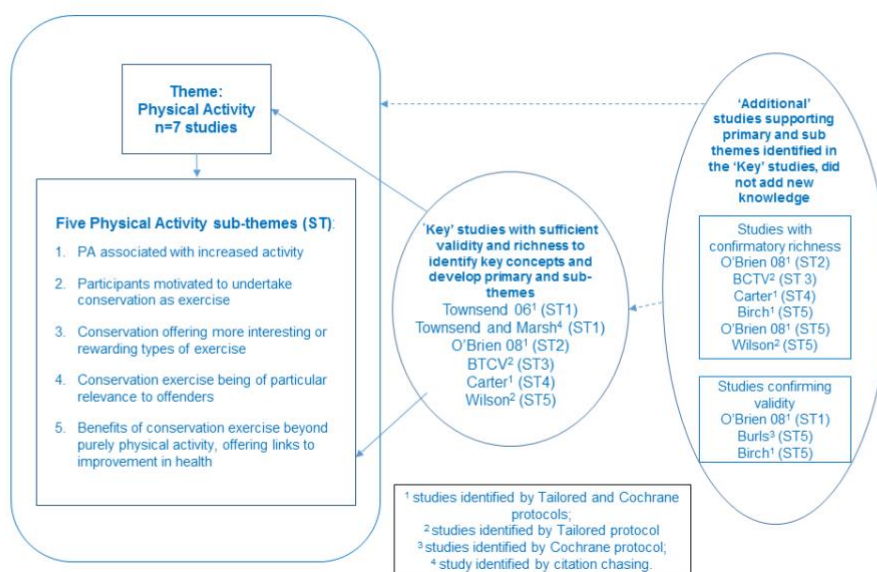 Theme:
Physical Activity
n=7 studies
Five Physical Activity sub-themes (ST):
1. PA associated with increased activity
2. Participants motivated to undertake
conservation as exercise
3. Conservation offering more interesting or
rewarding types of exercise
4. Conservation exercise being of particular
relevance to offenders
5. Benefits of conservation exercise beyond
purely physical activity, offering links to
improvement in health
'Key' studies with sufficient
validity and richness to
identify key concepts and
develop primary and sub-
themes
Townsend 06¹ (ST1)
Townsend and Marsh⁴ (ST1)
O'Brien 08¹ (ST2)
BTCV² (ST3)
Carter¹ (ST4)
Wilson² (ST5)
'Additional'
studies supporting
primary and sub
themes identified in
the 'Key' studies, did
not add new
knowledge
Studies with
confirmatory richness
O'Brien 08¹ (ST2)
BCTV² (ST 3)
Carter¹ (ST4)
Birch¹ (ST5)
O'Brien 08¹ (ST5)
Wilson² (ST5)
Studies confirming
validity
O'Brien 08¹ (ST1)
Burls³ (ST5)
Birch¹ (ST5)
¹ studies identified by Tailored and Cochrane
protocols;
² studies identified by Tailored protocol
³ studies identified by Cochrane protocol;
⁴ study identified by citation chasing.